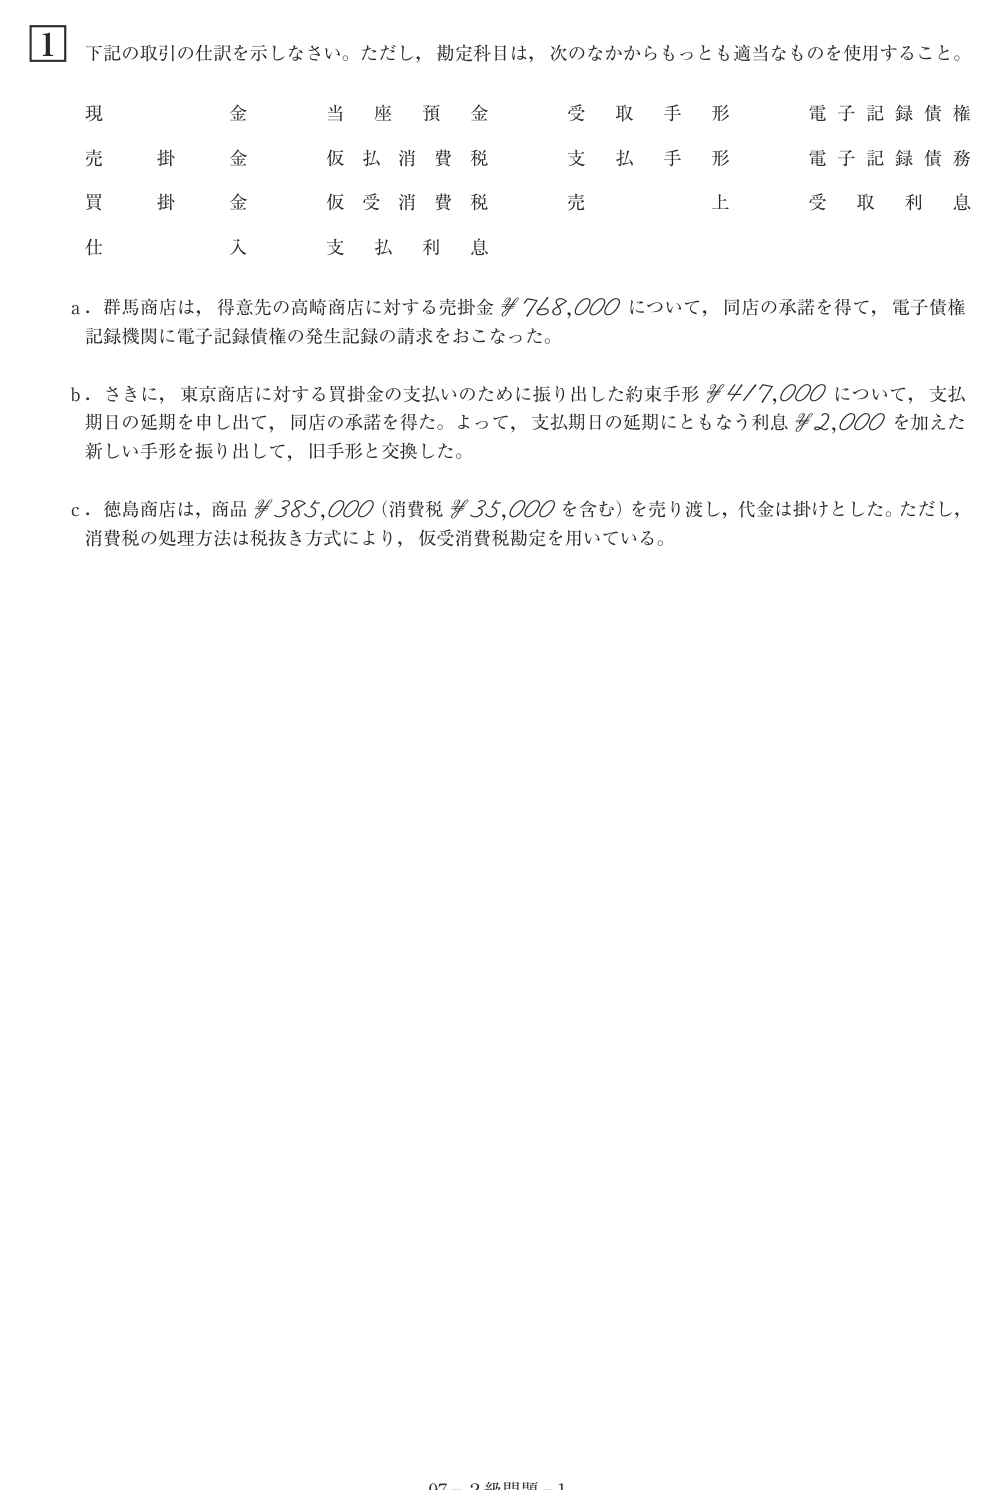 1 下記の取引の仕訳を示しなさい。ただし，勘定科目は，次のなかからもっとも適当なものを使用すること。
現金 当座預金 受取手形 電子記録債権
売掛金 仮払消費税 支払手形 電子記録債務
買掛金 仮受消費税 売上 受取利息
仕入 支払利息
a．群馬商店は，得意先の高崎商店に対する売掛金￥768,000 について，同店の承諾を得て，電子債権
記録機関に電子記録債権の発生記録の請求をおこなった。
b．さきに，東京商店に対する買掛金の支払いのために振り出した約束手形￥417,000 について，支払
期日の延期を申し出て，同店の承諾を得た。よって，支払期日の延期にともなう利息￥2,000 を加えた
新しい手形を振り出して，旧手形と交換した。
c．徳島商店は，商品￥385,000（消費税￥35,000を含む）を売り渡し，代金は掛けとした。ただし，
消費税の処理方法は税抜き方式により，仮受消費税勘定を用いている。
97－2級問題－1